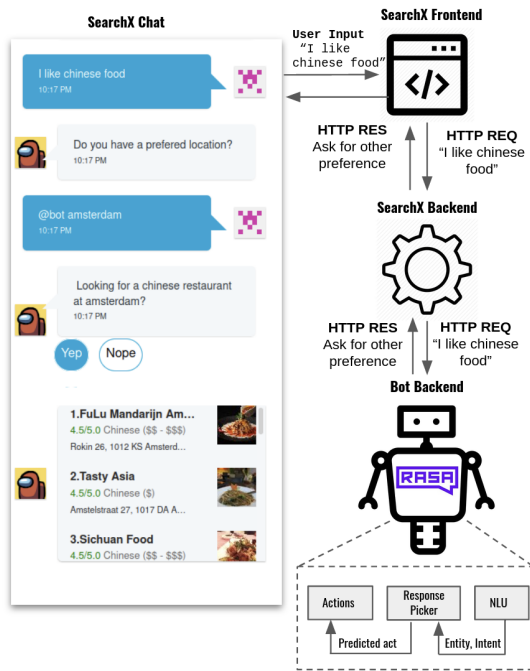 SearchX Chat
I like chinese food
10:17 PM
Do you have a prefered location?
10:17 PM
@bot amsterdam
10:17 PM
Looking for a chinese restaurant
at amsterdam?
10:17 PM
Yep
Nope
1.FuLu Mandarijn Am...
4.5/5.0 Chinese ($$ - $$$)
Rokin 26, 1012 KS Amsterd...
2.Tasty Asia
4.5/5.0 Chinese ($)
Amstelstraat 27, 1017 DA A...
3.Sichuan Food
4.5/5.0 Chinese ($$ - $$$)
SearchX Frontend
User Input
“I like
chinese food”
</>
HTTP RES
Ask for other
preference
HTTP REQ
“I like chinese
food”
SearchX Backend
HTTP RES
Ask for other
preference
HTTP REQ
“I like chinese
food”
Bot Backend
RASA
Actions
Response
Picker
NLU
Predicted act
Entity, Intent